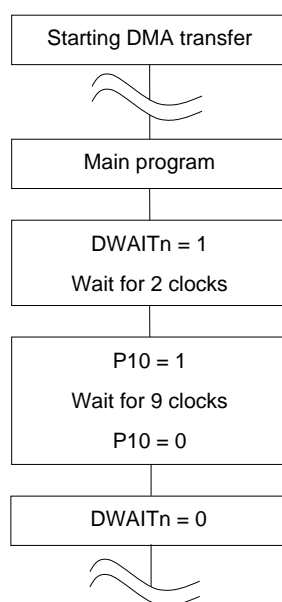 Starting DMA transfer
Main program
DWAITn = 1
Wait for 2 clocks
P10 = 1
Wait for 9 clocks
P10 = 0
DWAITn = 0